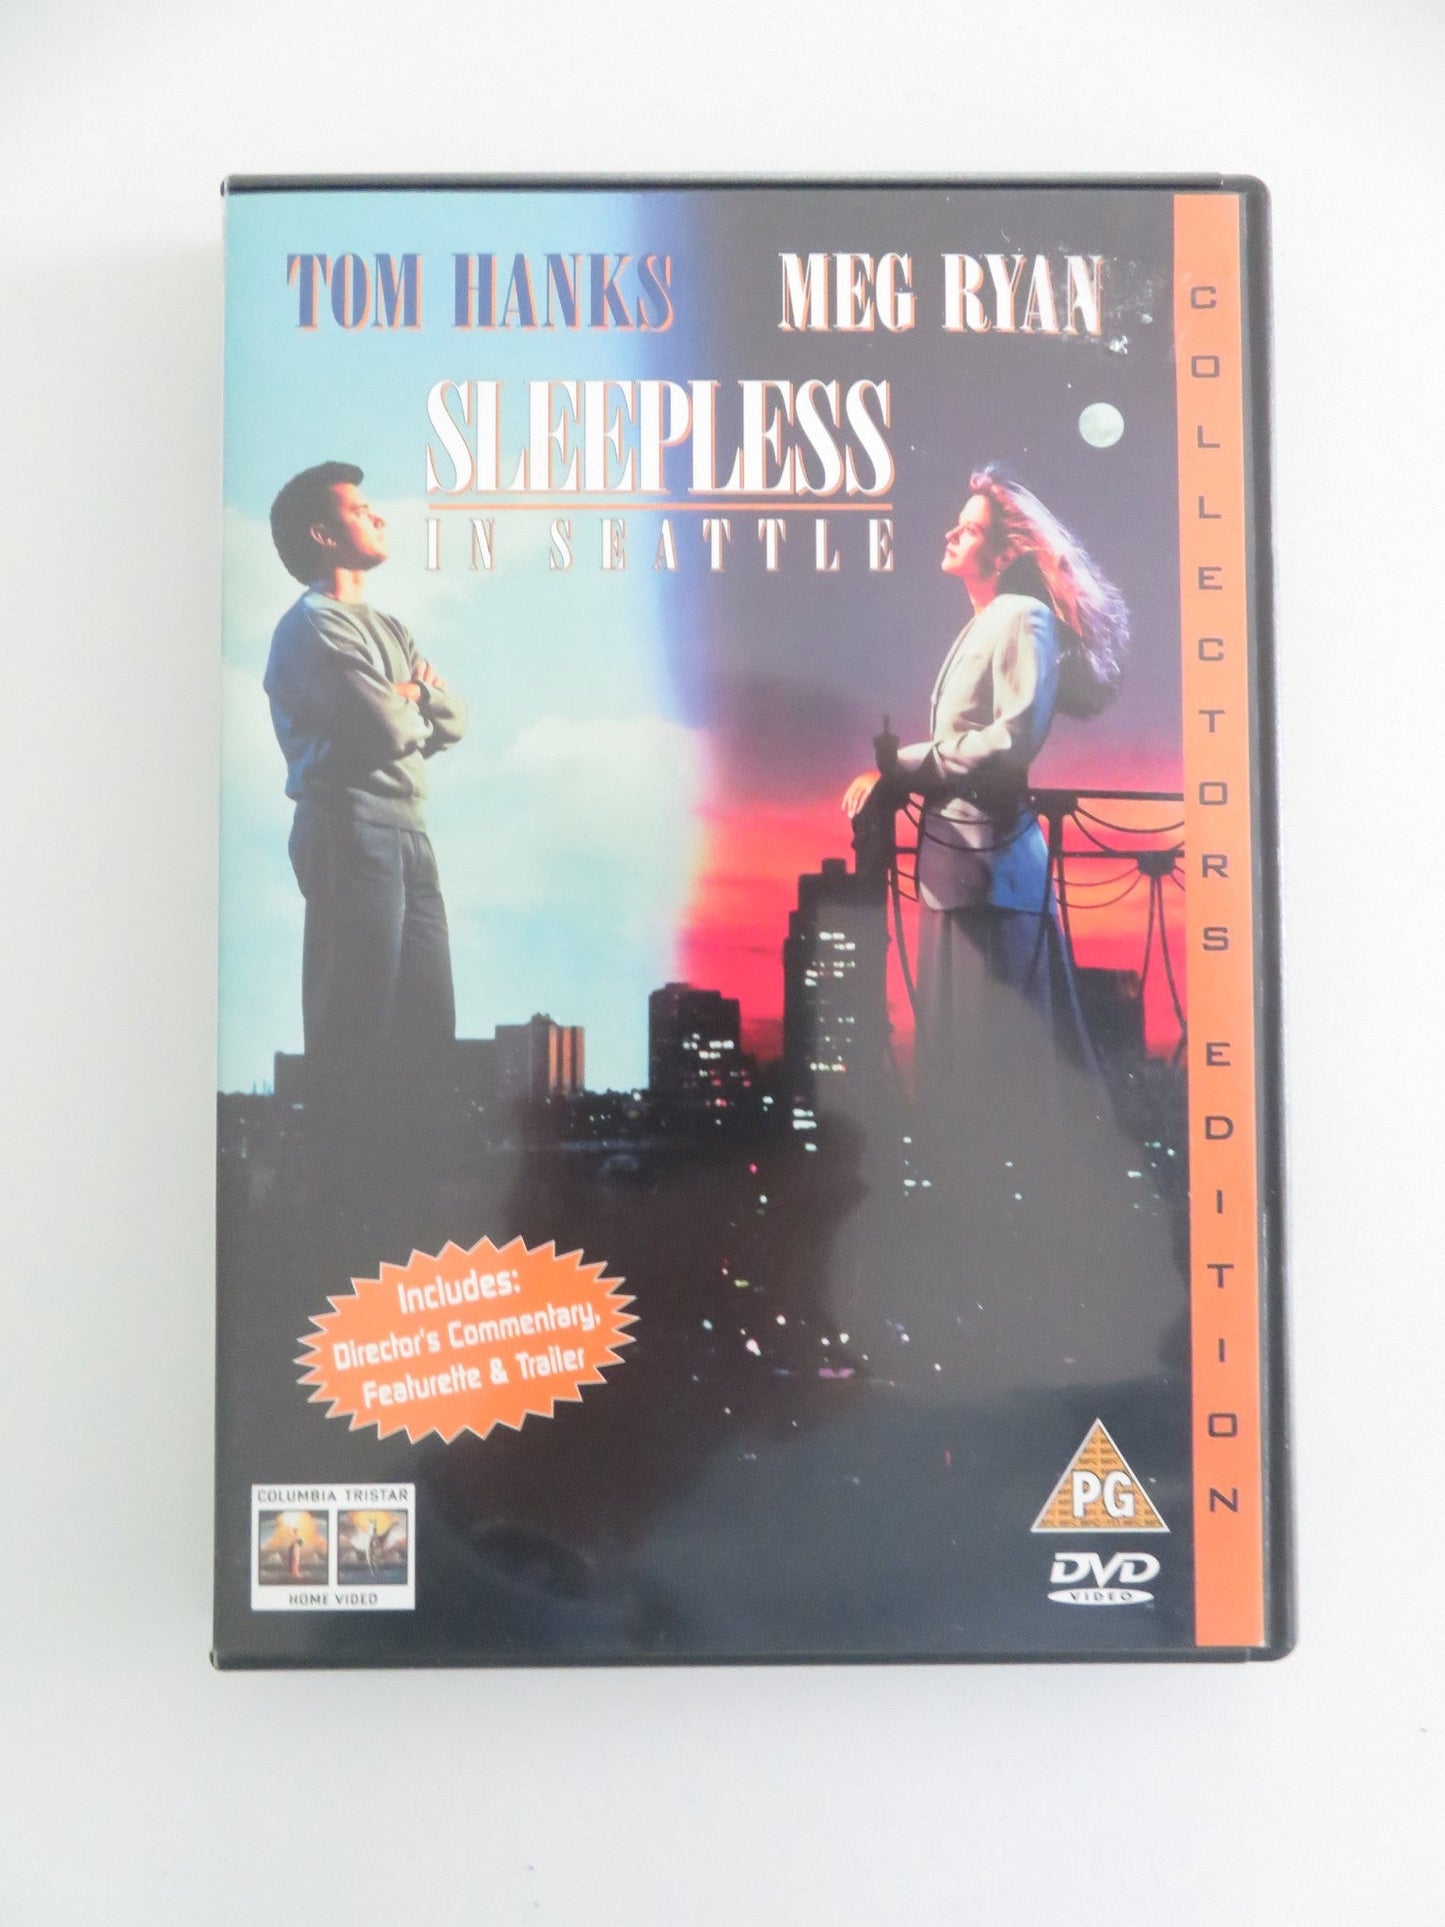 TOM HANKS MEG RYAN
SLEEPLESS
IN SEATTLE
COLLECTORS EDITION
Includes:
Director's Commentary,
Featurette & Trailer
COLUMBIA TRISTAR
HOME VIDEO
PG
DVD
VIDEO